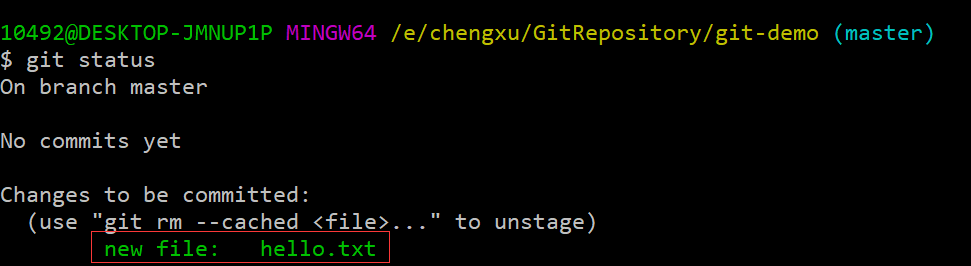 10492@DESKTOP-JMNUP1P MINGW64 /e/chengxu/GitRepository/git-demo (master)
$ git status
On branch master
No commits yet
Changes to be committed:
(use "git rm --cached <file>..." to unstage)
new file:   hello.txt